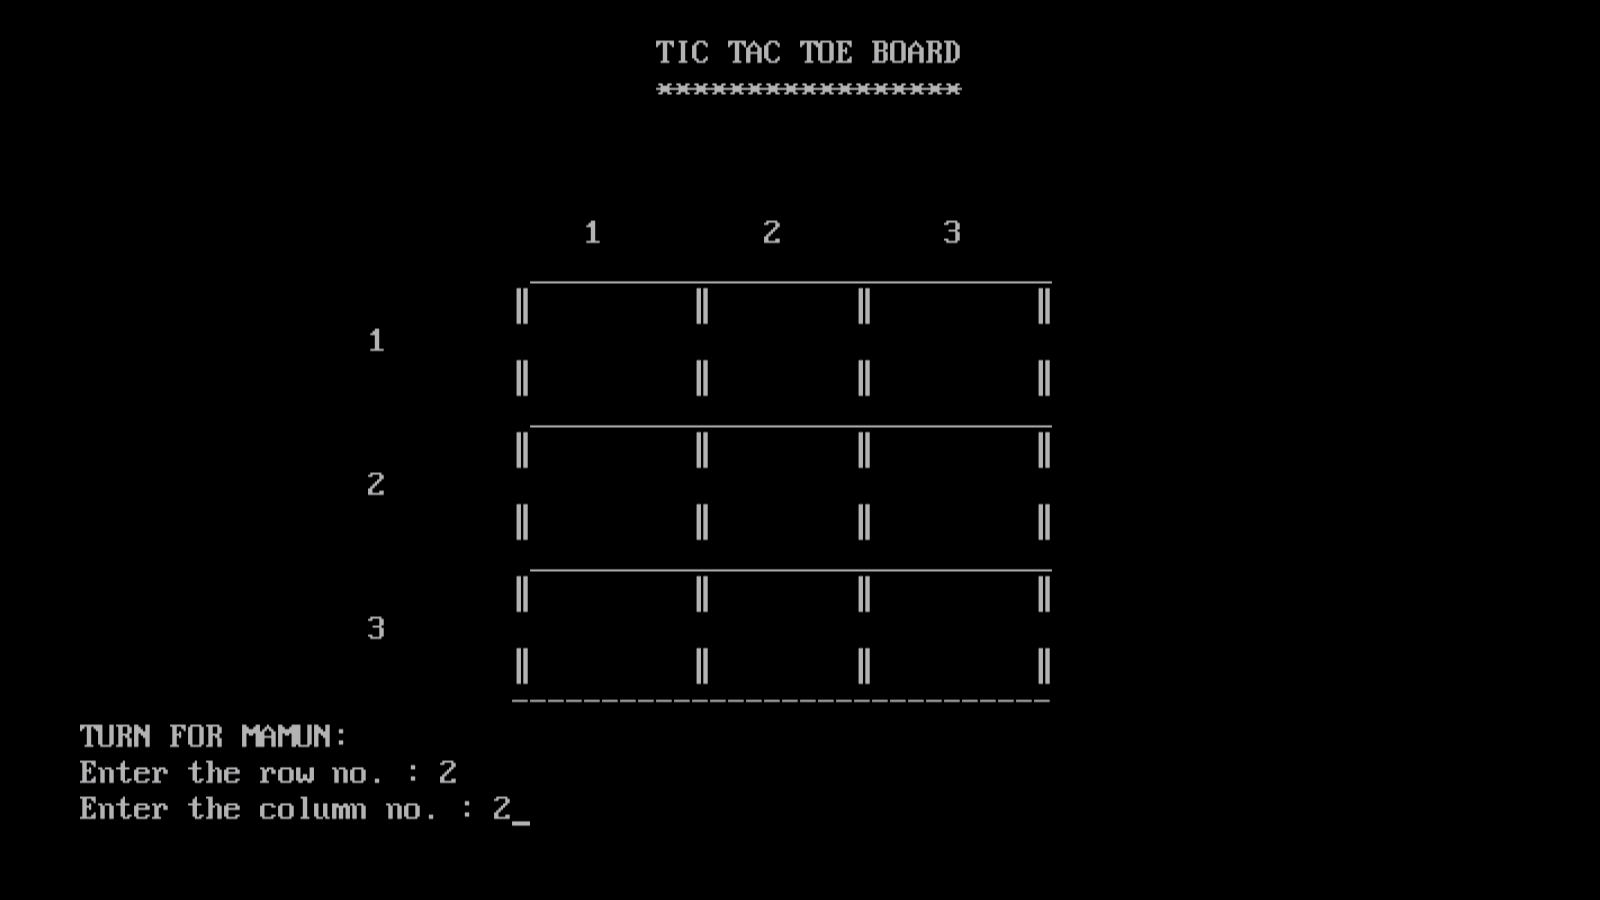 TIC TAC TOE BOARD
*****************
1 2 3
1
2
3
TURN FOR MAMUN:
Enter the row no. : 2
Enter the column no. : 2_